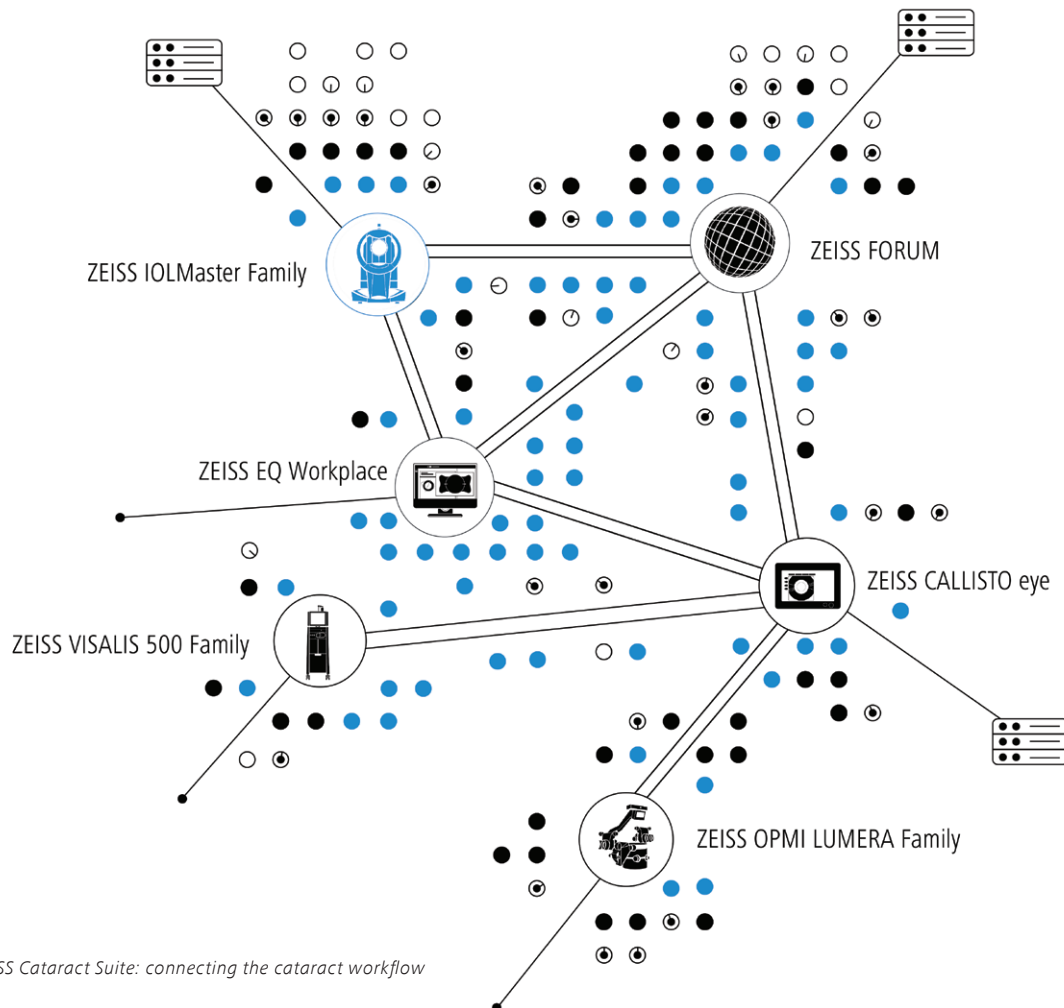 ZEISS FORUM
ZEISS IOLMaster Family
ZEISS EQ Workplace
ZEISS CALLISTO eye
ZEISS VISALIS 500 Family
ZEISS OPMI LUMERA Family
SS Cataract Suite: connecting the cataract workflow